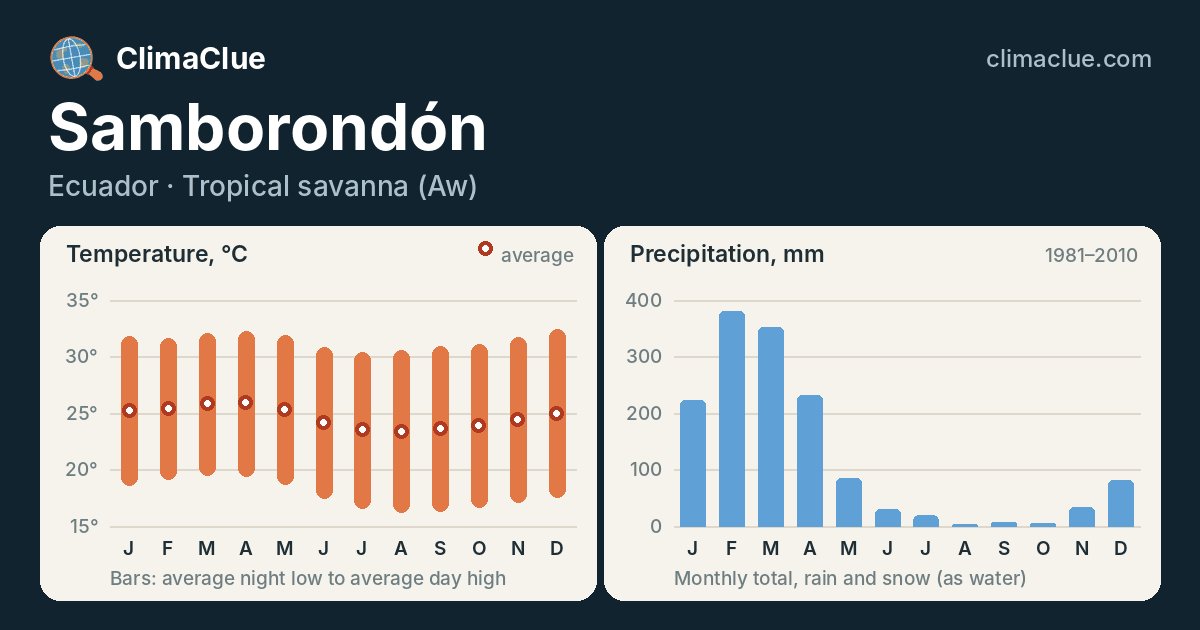 ClimaClue
climaclue.com
Samborondón
Ecuador · Tropical savanna (Aw)
Temperature, °C
average
35°
30°
25°
20°
15°
J F M A M J J A S O N D
Bars: average night low to average day high
Precipitation, mm
1981–2010
400
300
200
100
0
J F M A M J J A S O N D
Monthly total, rain and snow (as water)